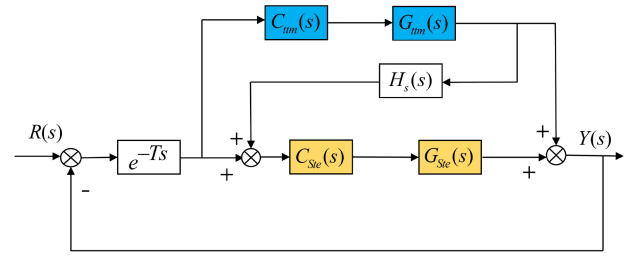 C_ttm(s) G_ttm(s)
H_s(s)
R(s) + + Y(s)
e^–Ts C_Ste(s) G_Ste(s)
- + +